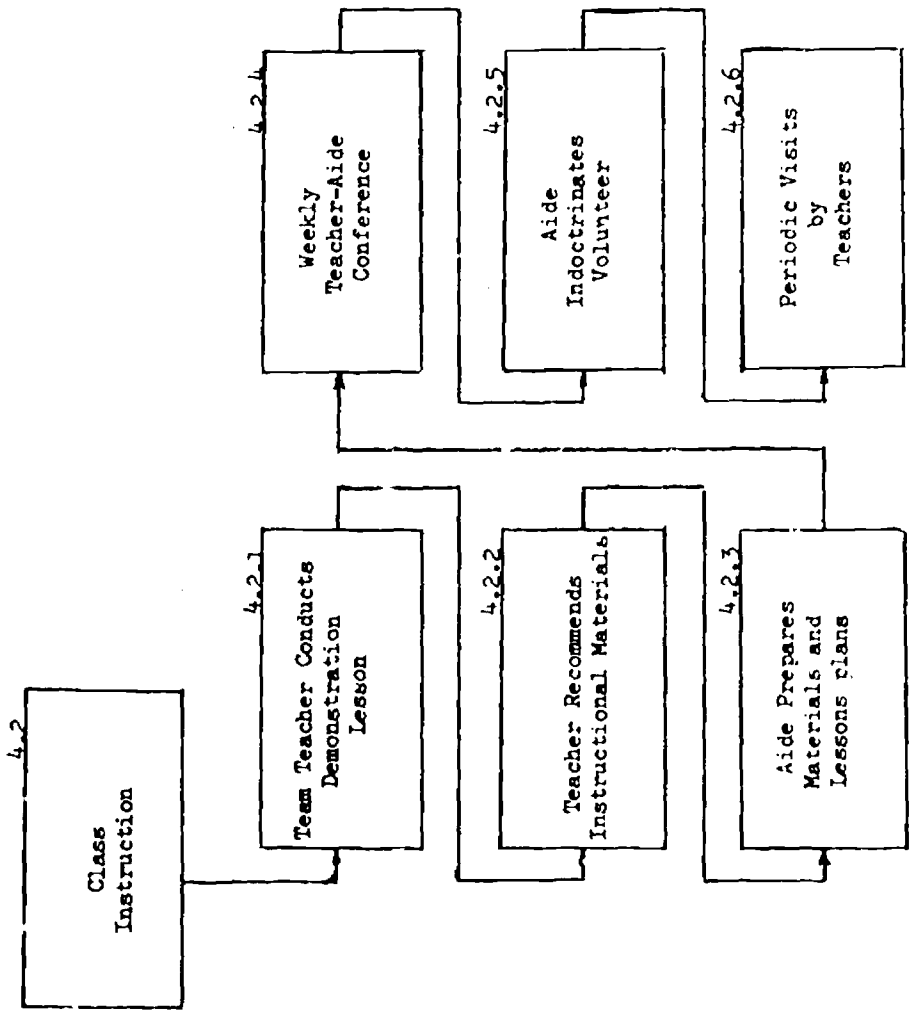 4.2
Class
Instruction
4.2.1
Team Teacher Conducts
Demonstration
Lesson
4.2.2
Teacher Recommends
Instructional Materials
4.2.3
Aide Prepares
Materials and
Lessons plans
4.2.4
Weekly
Teacher-Aide
Conference
4.2.5
Aide
Indoctrinates
Volunteer
4.2.6
Periodic Visits
by
Teachers